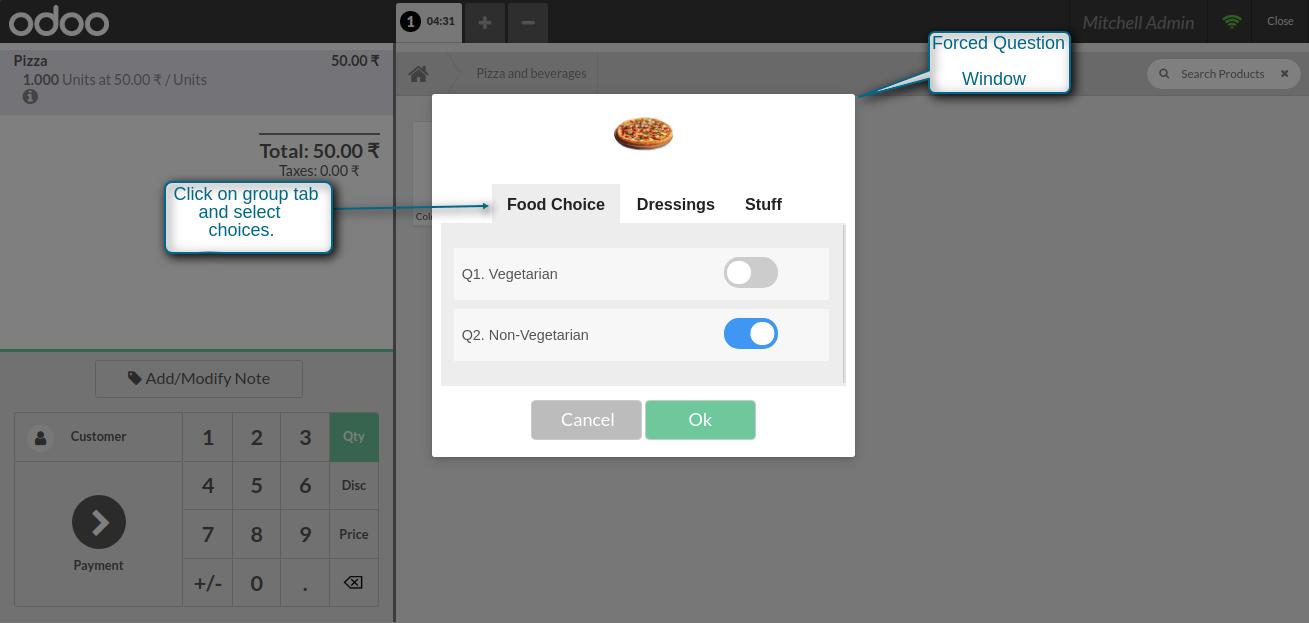 odoo
1 04:31
Mitchell Admin
Close
Pizza 50.00 ₹
1.000 Units at 50.00 ₹ / Units
Total: 50.00 ₹
Taxes: 0.00 ₹
Pizza and beverages
Search Products
Forced Question
Window
Click on group tab
and select
choices.
Food Choice Dressings Stuff
Q1. Vegetarian
Q2. Non-Vegetarian
Cancel Ok
Add/Modify Note
Customer 1 2 3 Qty
4 5 6 Disc
7 8 9 Price
Payment
+/- 0 .